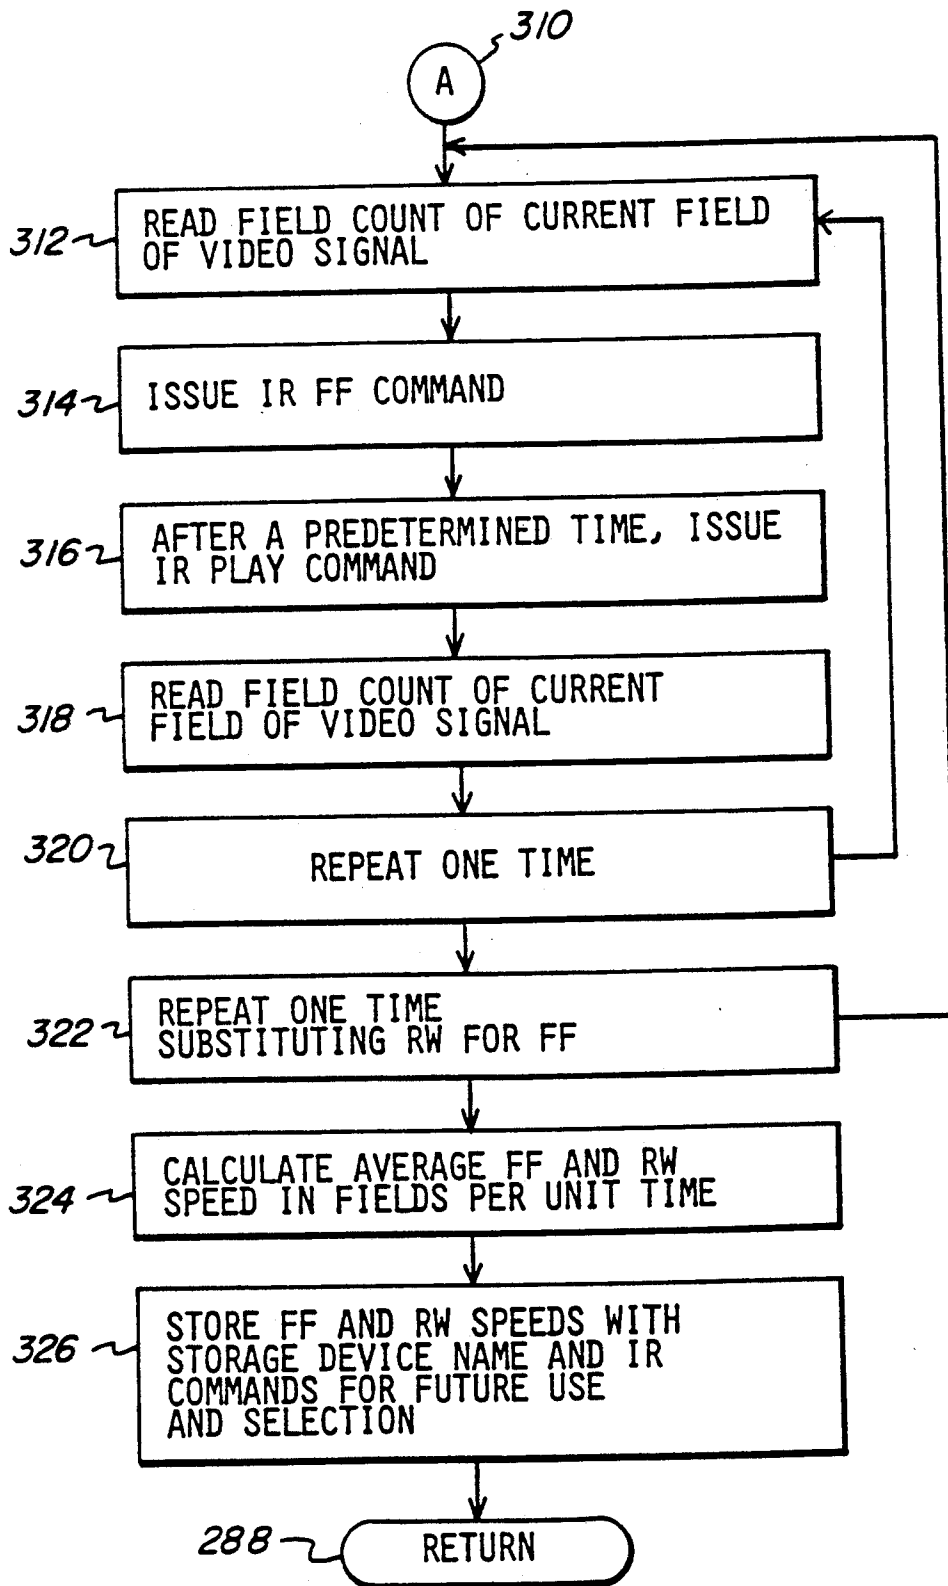 310
A
312
READ FIELD COUNT OF CURRENT FIELD
OF VIDEO SIGNAL
314
ISSUE IR FF COMMAND
316
AFTER A PREDETERMINED TIME, ISSUE
IR PLAY COMMAND
318
READ FIELD COUNT OF CURRENT
FIELD OF VIDEO SIGNAL
320
REPEAT ONE TIME
322
REPEAT ONE TIME
SUBSTITUTING RW FOR FF
324
CALCULATE AVERAGE FF AND RW
SPEED IN FIELDS PER UNIT TIME
326
STORE FF AND RW SPEEDS WITH
STORAGE DEVICE NAME AND IR
COMMANDS FOR FUTURE USE
AND SELECTION
288
RETURN